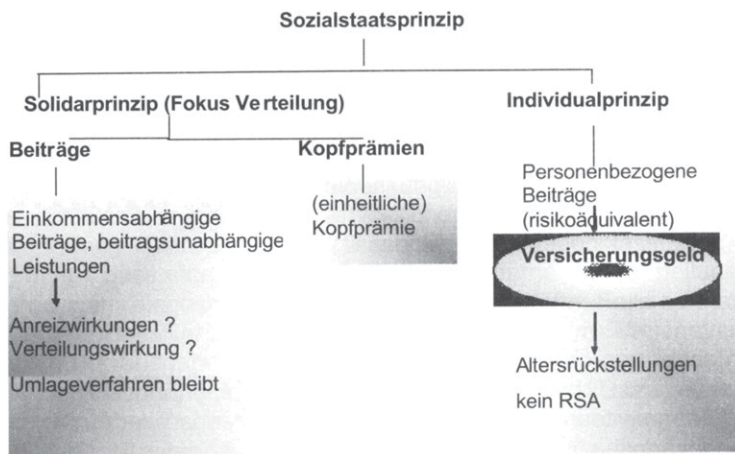 Sozialstaatsprinzip
Solidarprinzip (Fokus Verteilung)
Individualprinzip
Beiträge
Kopfprämien
Einkommensabhängige
Beiträge, beitragsunabhängige
Leistungen
Anreizwirkungen ?
Verteilungswirkung ?
Umlageverfahren bleibt
(einheitliche)
Kopfprämie
Personenbezogene
Beiträge
(risikoäquivalent)
Versicherungsgeld
Altersrückstellungen
kein RSA